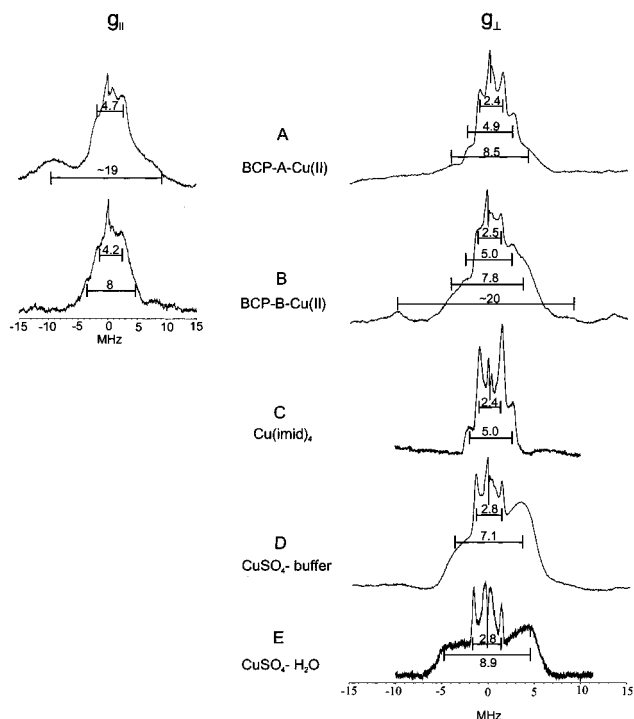 g∥
g⊥
4.7
~19
A
BCP-A-Cu(II)
2.4
4.9
8.5
4.2
8
-15 -10 -5 0 5 10 15
MHz
B
BCP-B-Cu(II)
2.5
5.0
7.8
~20
C
Cu(imid)₄
2.4
5.0
D
CuSO₄- buffer
2.8
7.1
E
CuSO₄- H₂O
2.8
8.9
-15 -10 -5 0 5 10 15
MHz